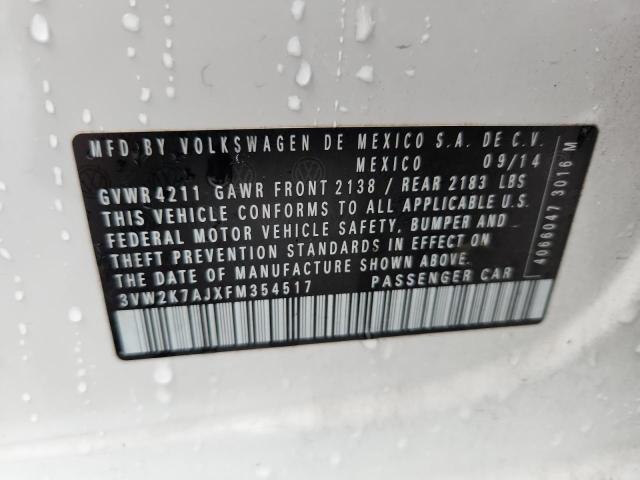 MFD BY VOLKSWAGEN DE MEXICO S.A. DE C.V.
MEXICO 09/14
GVWR 4211 GAWR FRONT 2138 / REAR 2183 LBS
THIS VEHICLE CONFORMS TO ALL APPLICABLE U.S.
FEDERAL MOTOR VEHICLE SAFETY, BUMPER AND
THEFT PREVENTION STANDARDS IN EFFECT ON
THE DATE OF MANUFACTURE SHOWN ABOVE.
3VW2K7AJXFM354517 PASSENGER CAR
4066047 3016 M